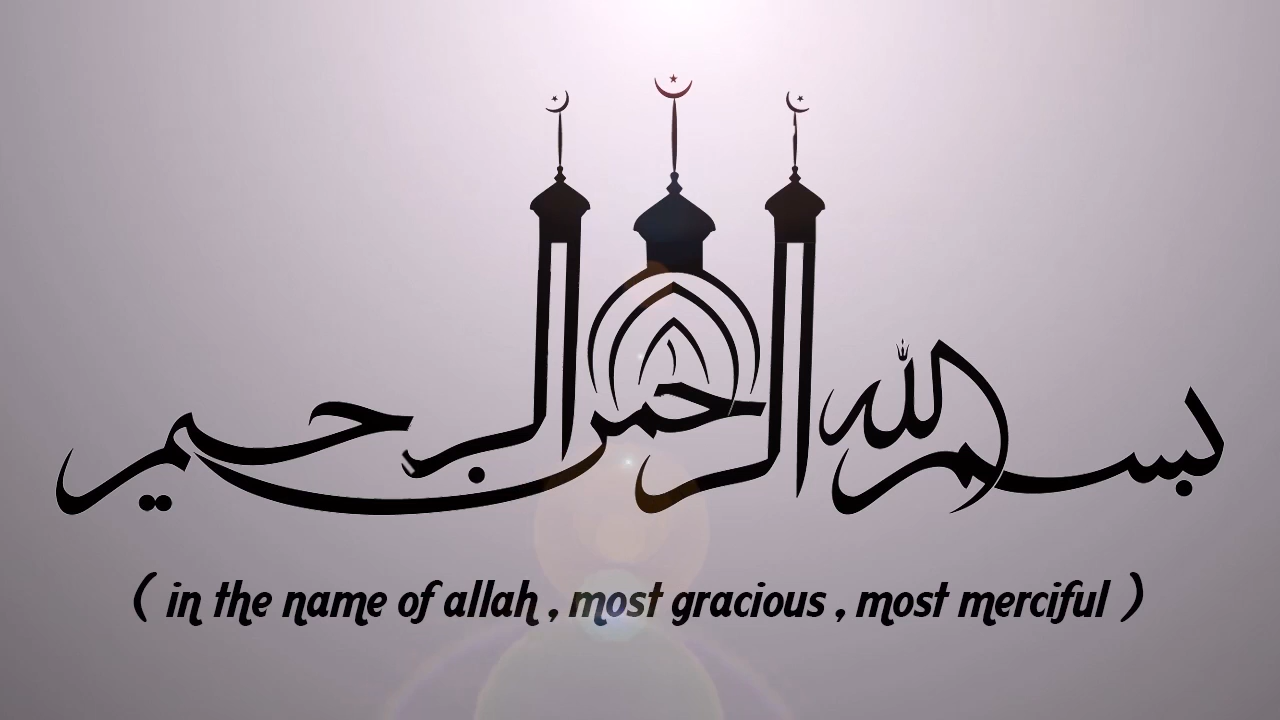 بسم الله الرحمن الرحيم
( in the name of allah , most gracious , most merciful )